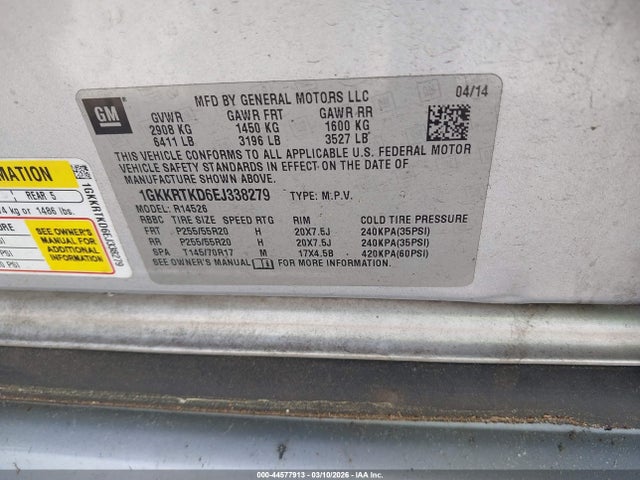 MFD BY GENERAL MOTORS LLC
04/14
GM
GVWR GAWR FRT GAWR RR
2908 KG 1450 KG 1600 KG
6411 LB 3196 LB 3527 LB
THIS VEHICLE CONFORMS TO ALL APPLICABLE U.S. FEDERAL MOTOR
VEHICLE SAFETY STANDARDS IN EFFECT ON THE DATE OF
MANUFACTURE SHOWN ABOVE.
1GKKRTKD6EJ338279 TYPE: M.P.V.
MODEL: R14526
RBBC TIRE SIZE SPEED RTG RIM COLD TIRE PRESSURE
FRT P255/55R20 H 20X7.5J 240KPA(35PSI)
RR P255/55R20 H 20X7.5J 240KPA(35PSI)
SPA T145/70R17 M 17X4.5B 420KPA(60PSI)
SEE OWNER'S MANUAL FOR MORE INFORMATION.
REAR 5
1486 lbs.
SEE OWNER'S
MANUAL FOR
ADDITIONAL
INFORMATION
1GKKRTKD6EJ338279
000-44577913 - 03/10/2026 - IAAI.COM